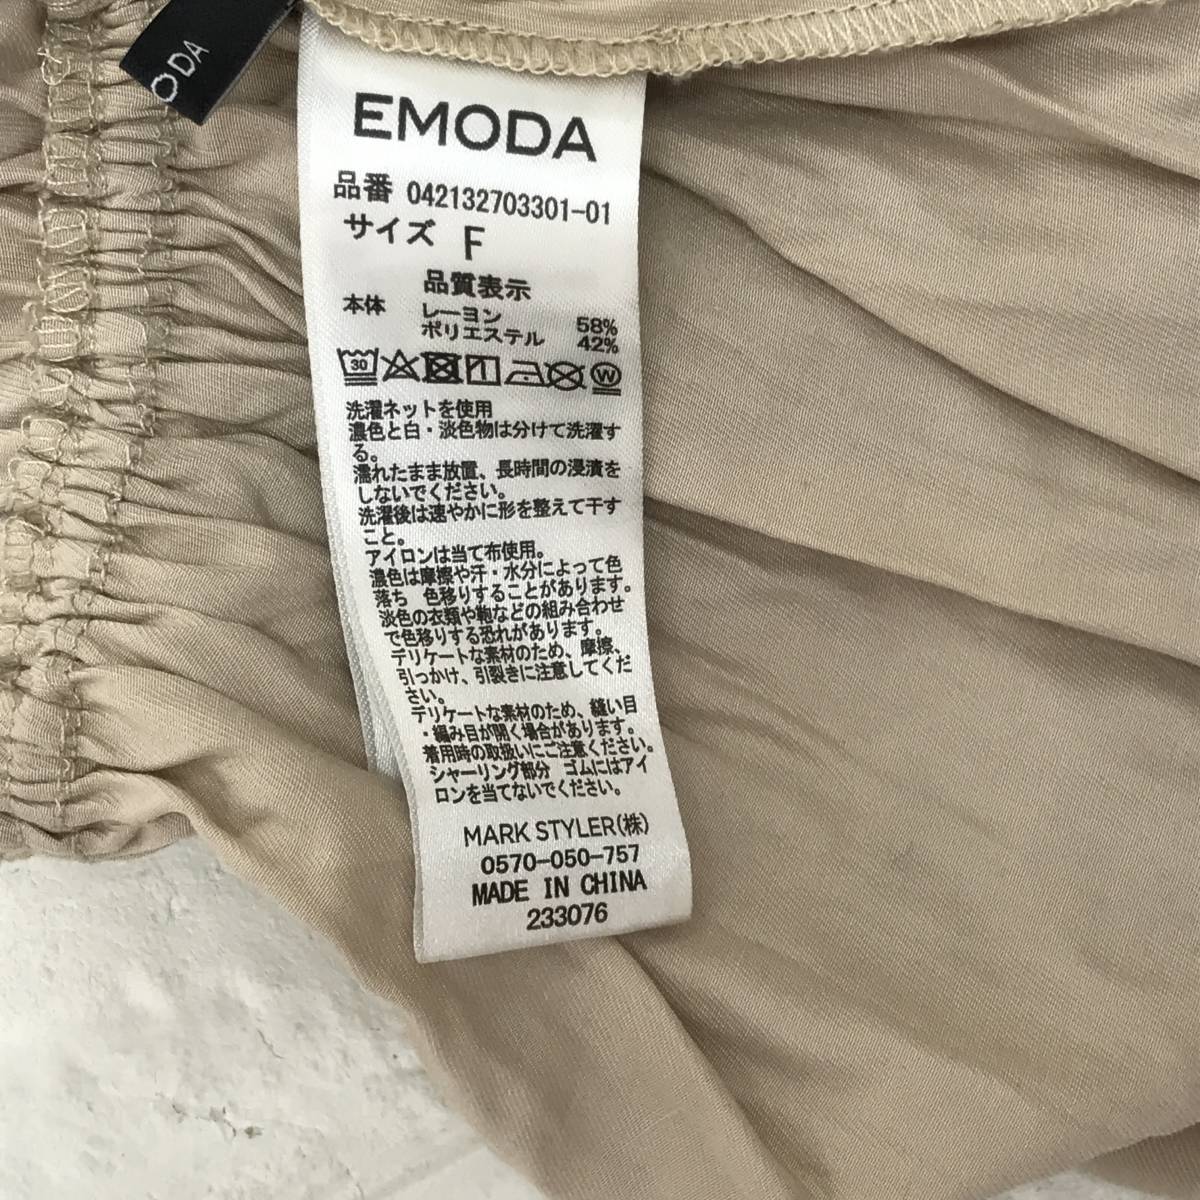 ODA
EMODA
品番 042132703301-01
サイズ F
品質表示
本体 レーヨン 58%
ポリエステル 42%
30 W
洗濯ネットを使用
濃色と白・淡色物は分けて洗濯す
る。
濡れたまま放置、長時間の浸漬を
しないでください。
洗濯後は速やかに形を整えて干す
こと。
アイロンは当て布使用。
濃色は摩擦や汗・水分によって色
落ち 色移りすることがあります。
淡色の衣類や鞄などの組み合わせ
で色移りする恐れがあります。
デリケートな素材のため、摩擦、
引っかけ、引裂きに注意してくだ
さい。
デリケートな素材のため、縫い目
・編み目が開く場合があります。
着用時の取扱いにご注意ください。
シャーリング部分 ゴムにはアイ
ロンを当てないでください。
MARK STYLER(株)
0570-050-757
MADE IN CHINA
233076